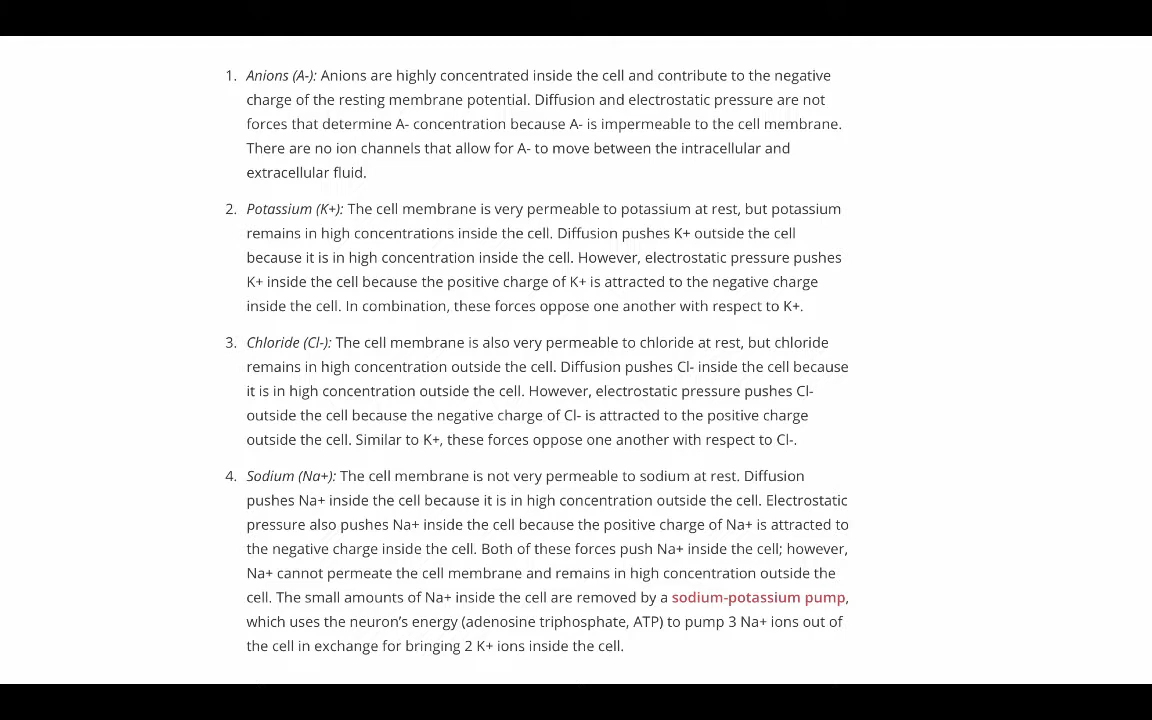 1. Anions (A-): Anions are highly concentrated inside the cell and contribute to the negative
charge of the resting membrane potential. Diffusion and electrostatic pressure are not
forces that determine A- concentration because A- is impermeable to the cell membrane.
There are no ion channels that allow for A- to move between the intracellular and
extracellular fluid.
2. Potassium (K+): The cell membrane is very permeable to potassium at rest, but potassium
remains in high concentrations inside the cell. Diffusion pushes K+ outside the cell
because it is in high concentration inside the cell. However, electrostatic pressure pushes
K+ inside the cell because the positive charge of K+ is attracted to the negative charge
inside the cell. In combination, these forces oppose one another with respect to K+.
3. Chloride (Cl-): The cell membrane is also very permeable to chloride at rest, but chloride
remains in high concentration outside the cell. Diffusion pushes Cl- inside the cell because
it is in high concentration outside the cell. However, electrostatic pressure pushes Cl-
outside the cell because the negative charge of Cl- is attracted to the positive charge
outside the cell. Similar to K+, these forces oppose one another with respect to Cl-.
4. Sodium (Na+): The cell membrane is not very permeable to sodium at rest. Diffusion
pushes Na+ inside the cell because it is in high concentration outside the cell. Electrostatic
pressure also pushes Na+ inside the cell because the positive charge of Na+ is attracted to
the negative charge inside the cell. Both of these forces push Na+ inside the cell; however,
Na+ cannot permeate the cell membrane and remains in high concentration outside the
cell. The small amounts of Na+ inside the cell are removed by a sodium-potassium pump,
which uses the neuron's energy (adenosine triphosphate, ATP) to pump 3 Na+ ions out of
the cell in exchange for bringing 2 K+ ions inside the cell.